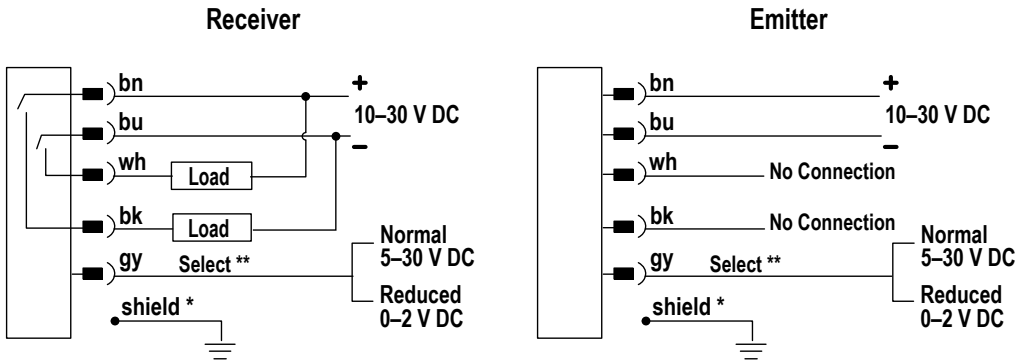 Receiver
bn
+
10–30 V DC
bu
–
wh
Load
bk
Load
gy
Select **
Normal
5–30 V DC
Reduced
0–2 V DC
shield *
Emitter
bn
+
10–30 V DC
bu
–
wh
No Connection
bk
No Connection
gy
Select **
Normal
5–30 V DC
Reduced
0–2 V DC
shield *